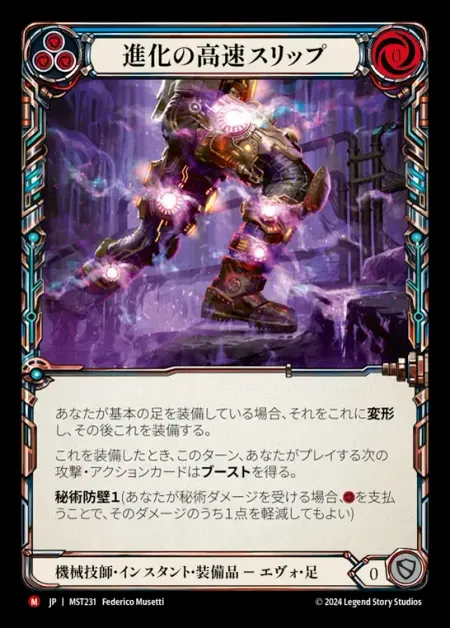 進化の高速スリップ
0
あなたが基本の足を装備している場合、それをこれに変形
し、その後これを装備する。
これを装備したとき、このターン、あなたがプレイする次の
攻撃・アクションカードはブーストを得る。
秘術防壁1(あなたが秘術ダメージを受ける場合、を支払
うことで、そのダメージのうち1点を軽減してもよい)
機械技師・インスタント・装備品 － エヴォ・足
0
M JP | MST231 Federico Musetti
© 2024 Legend Story Studios